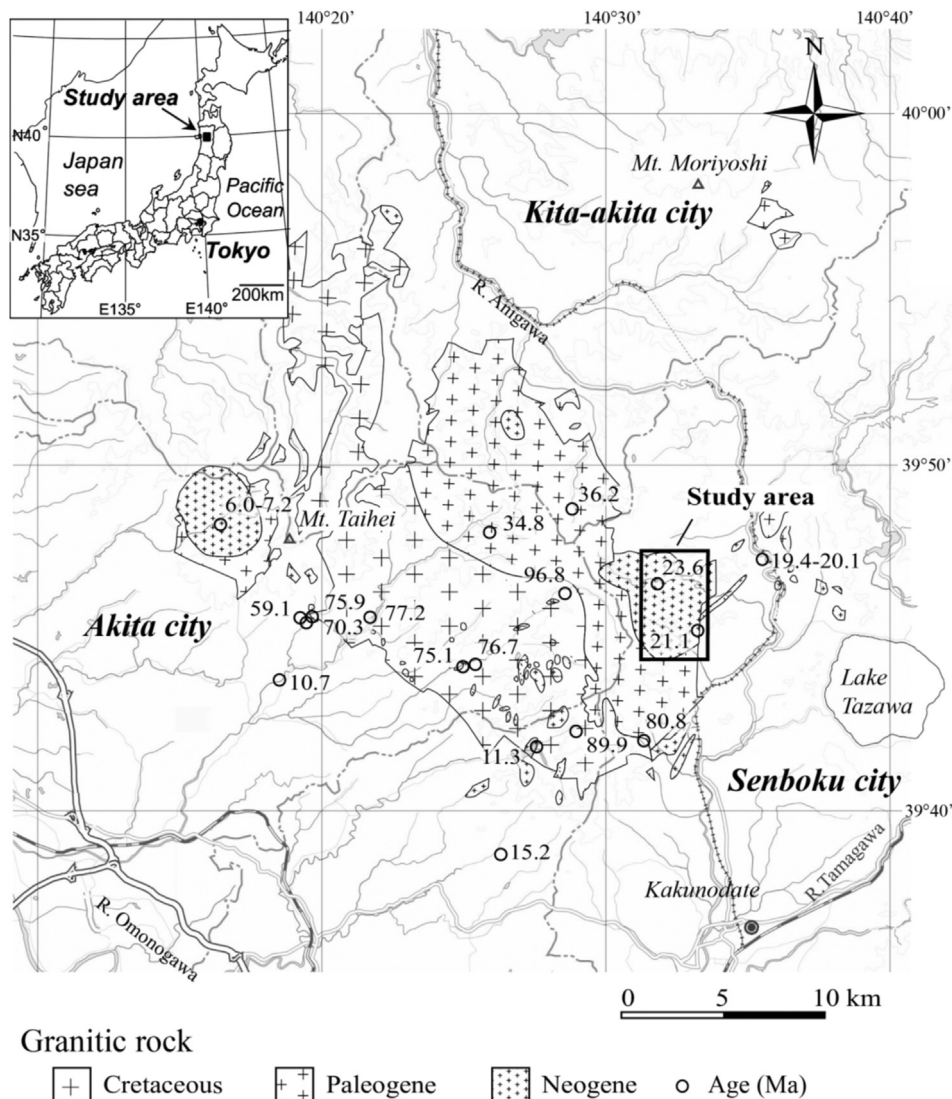 140°20'
140°30'
140°40'
Study area
N40
Japan
sea
Pacific
Ocean
N35°
Tokyo
200km
E135°
E140°
N
40°00'
Mt. Moriyoshi
Kita-akita city
R. Anigawa
39°50'
36.2
Study area
6.0-7.2
Mt. Taihei
34.8
19.4-20.1
96.8
23.6
59.1
75.9
77.2
70.3
Akita city
76.7
75.1
21.1
10.7
Lake
Tazawa
80.8
89.9
11.3
Senboku city
39°40'
15.2
Kakunodate
R.Tamagawa
R. Omonogawa
0 5 10 km
Granitic rock
Cretaceous Paleogene Neogene Age (Ma)